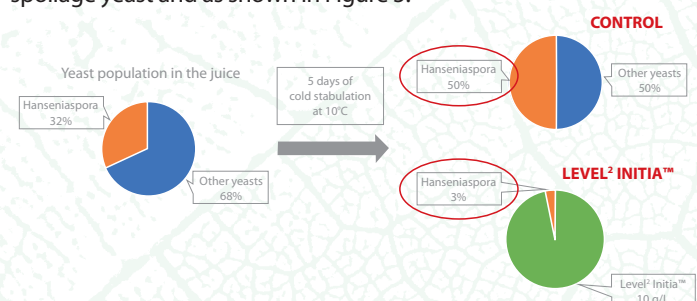 spoilage yeast and as shown in Figure 3.
CONTROL
Yeast population in the juice
Hanseniaspora
32%
Other yeasts
68%
5 days of
cold stabulation
at 10°C
Hanseniaspora
50%
Other yeasts
50%
LEVEL² INITIA™
Hanseniaspora
3%
Level² Initia™
10 g/L